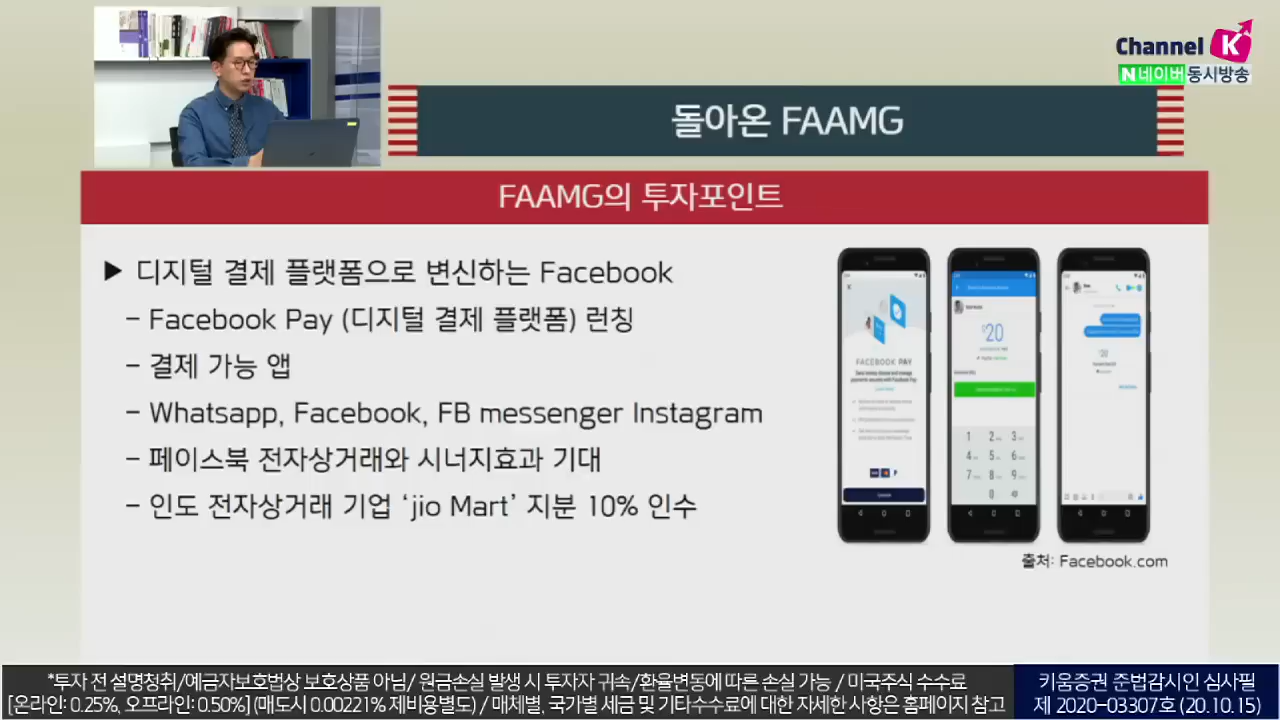 Channel K
N 네이버 동시방송
돌아온 FAAMG
FAAMG의 투자포인트
▶ 디지털 결제 플랫폼으로 변신하는 Facebook
- Facebook Pay (디지털 결제 플랫폼) 런칭
- 결제 가능 앱
- Whatsapp, Facebook, FB messenger Instagram
- 페이스북 전자상거래와 시너지효과 기대
- 인도 전자상거래 기업 ‘jio Mart’ 지분 10% 인수
FACEBOOK PAY
$20
1 2 3
4 5 6
7 8 9
0
출처: Facebook.com
*투자 전 설명청취/예금자보호법상 보호상품 아님/ 원금손실 발생 시 투자자 귀속/환율변동에 따른 손실 가능 / 미국주식 수수료
[온라인: 0.25%, 오프라인: 0.50%] (매도시 0.00221% 제비용별도) / 매체별, 국가별 세금 및 기타수수료에 대한 자세한 사항은 홈페이지 참고
키움증권 준법감시인 심사필
제 2020-03307호 (20.10.15)